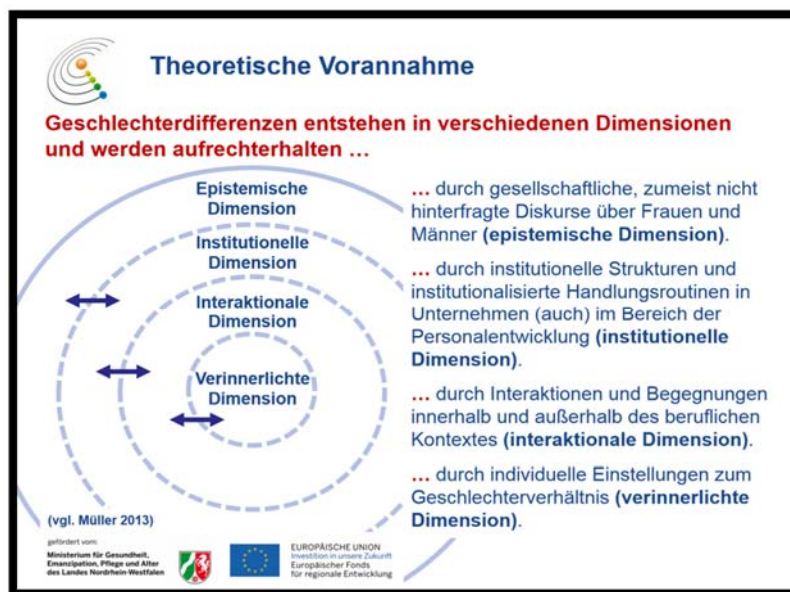 Theoretische Vorannahme
Geschlechterdifferenzen entstehen in verschiedenen Dimensionen
und werden aufrechterhalten …
Epistemische
Dimension
Institutionelle
Dimension
Interaktionale
Dimension
Verinnerlichte
Dimension
… durch gesellschaftliche, zumeist nicht
hinterfragte Diskurse über Frauen und
Männer (epistemische Dimension).
… durch institutionelle Strukturen und
institutionalisierte Handlungsroutinen in
Unternehmen (auch) im Bereich der
Personalentwicklung (institutionelle
Dimension).
… durch Interaktionen und Begegnungen
innerhalb und außerhalb des beruflichen
Kontextes (interaktionale Dimension).
… durch individuelle Einstellungen zum
Geschlechterverhältnis (verinnerlichte
Dimension).
(vgl. Müller 2013)
gefördert vom:
Ministerium für Gesundheit,
Emanzipation, Pflege und Alter
des Landes Nordrhein-Westfalen
EUROPÄISCHE UNION
Investition in unsere Zukunft
Europäischer Fonds
für regionale Entwicklung